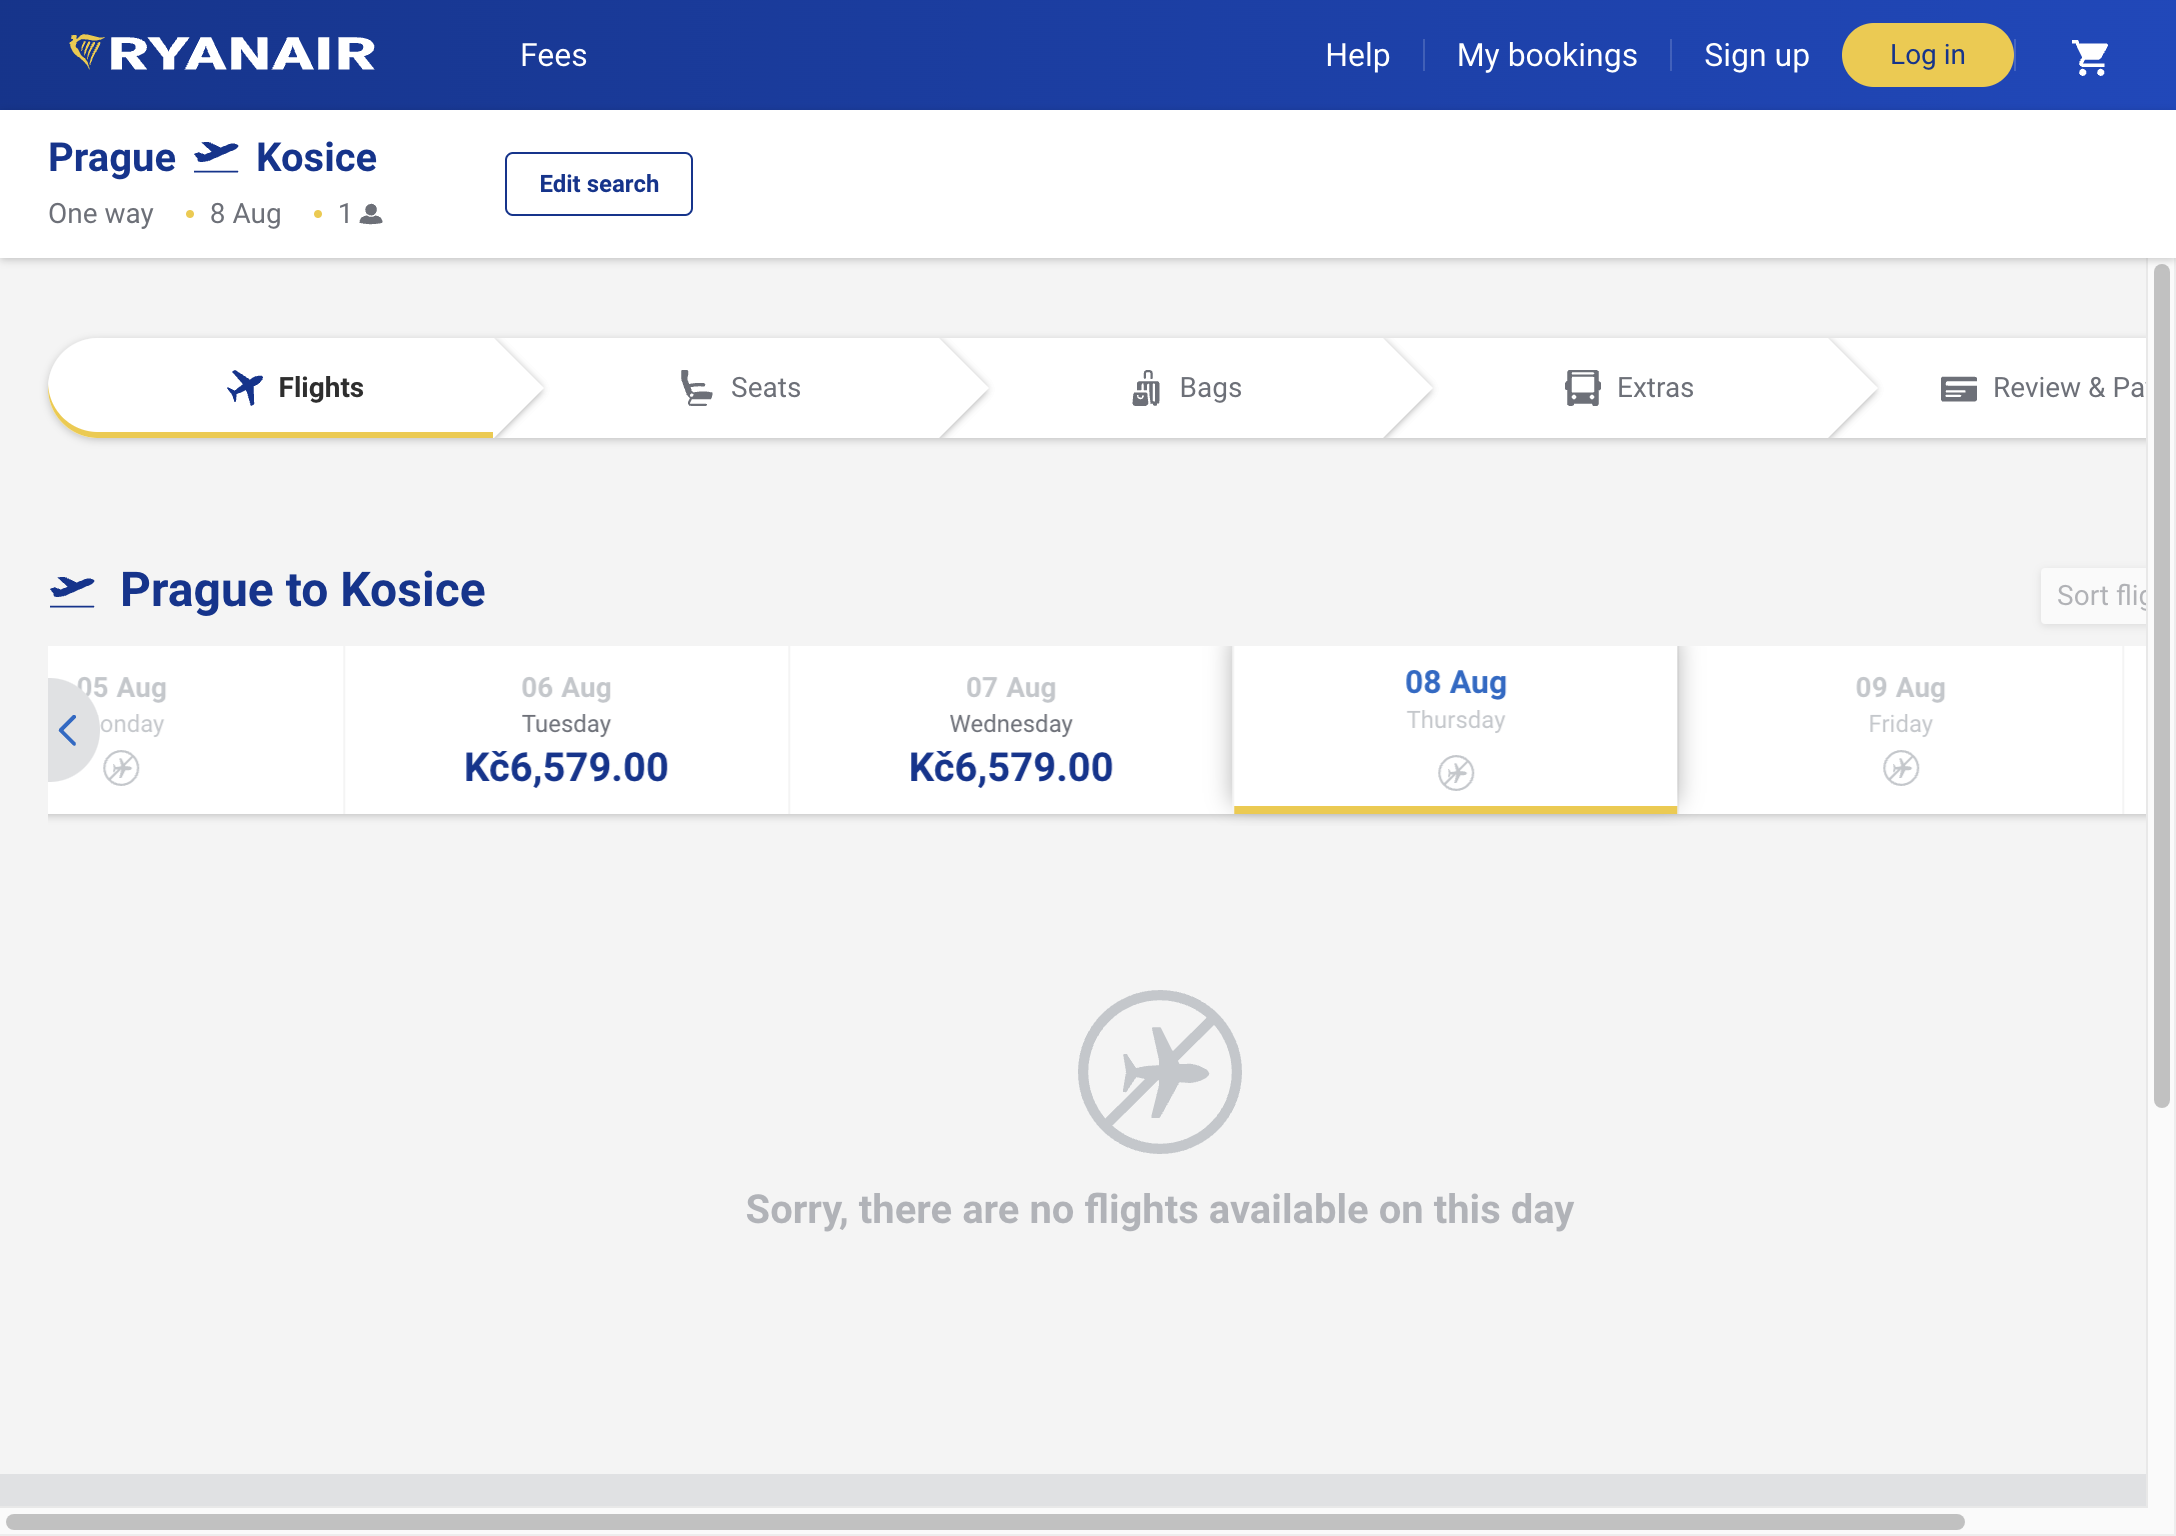 RYANAIR
Fees
Help
My bookings
Sign up
Log in
Prague Kosice
One way • 8 Aug • 1
Edit search
Flights
Seats
Bags
Extras
Review & Pa
Prague to Kosice
Sort flig
05 Aug
onday
06 Aug
Tuesday
Kč6,579.00
07 Aug
Wednesday
Kč6,579.00
08 Aug
Thursday
09 Aug
Friday
Sorry, there are no flights available on this day